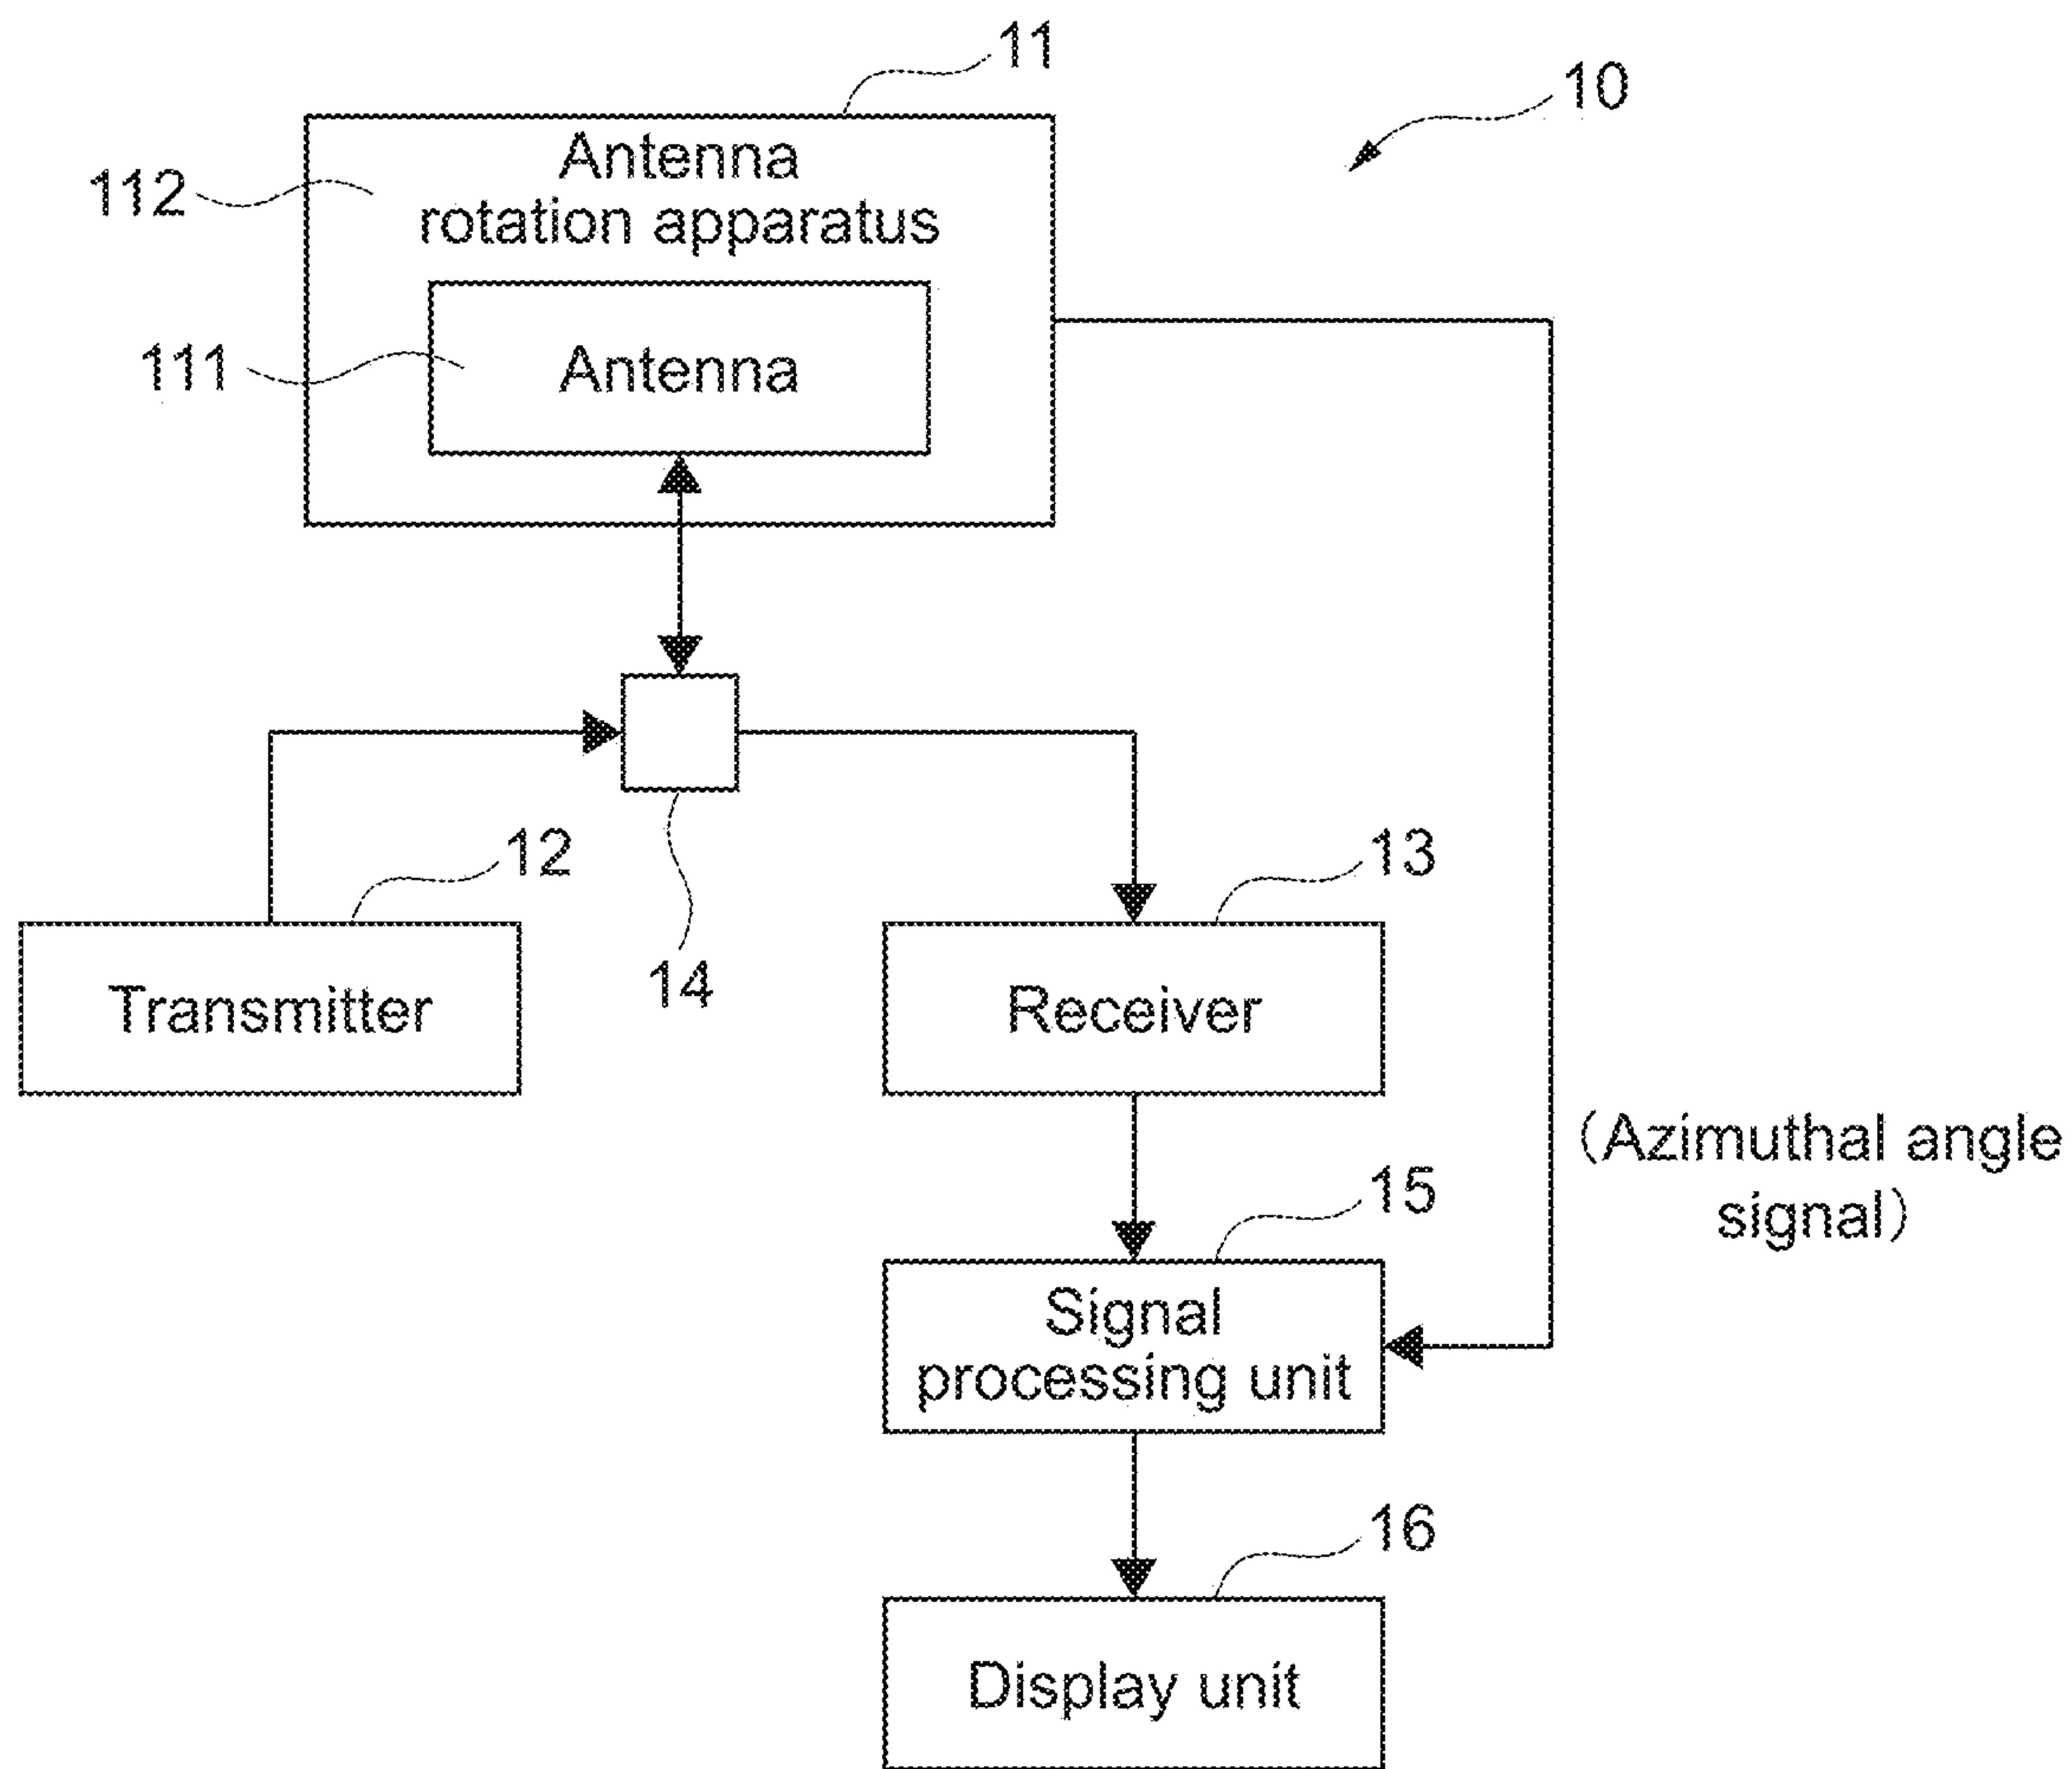 11
10
Antenna
112
rotation apparatus
111
Antenna
12
13
14
Transmitter
Receiver
(Azimuthal angle
signal)
15
Signal
processing unit
16
Display unit